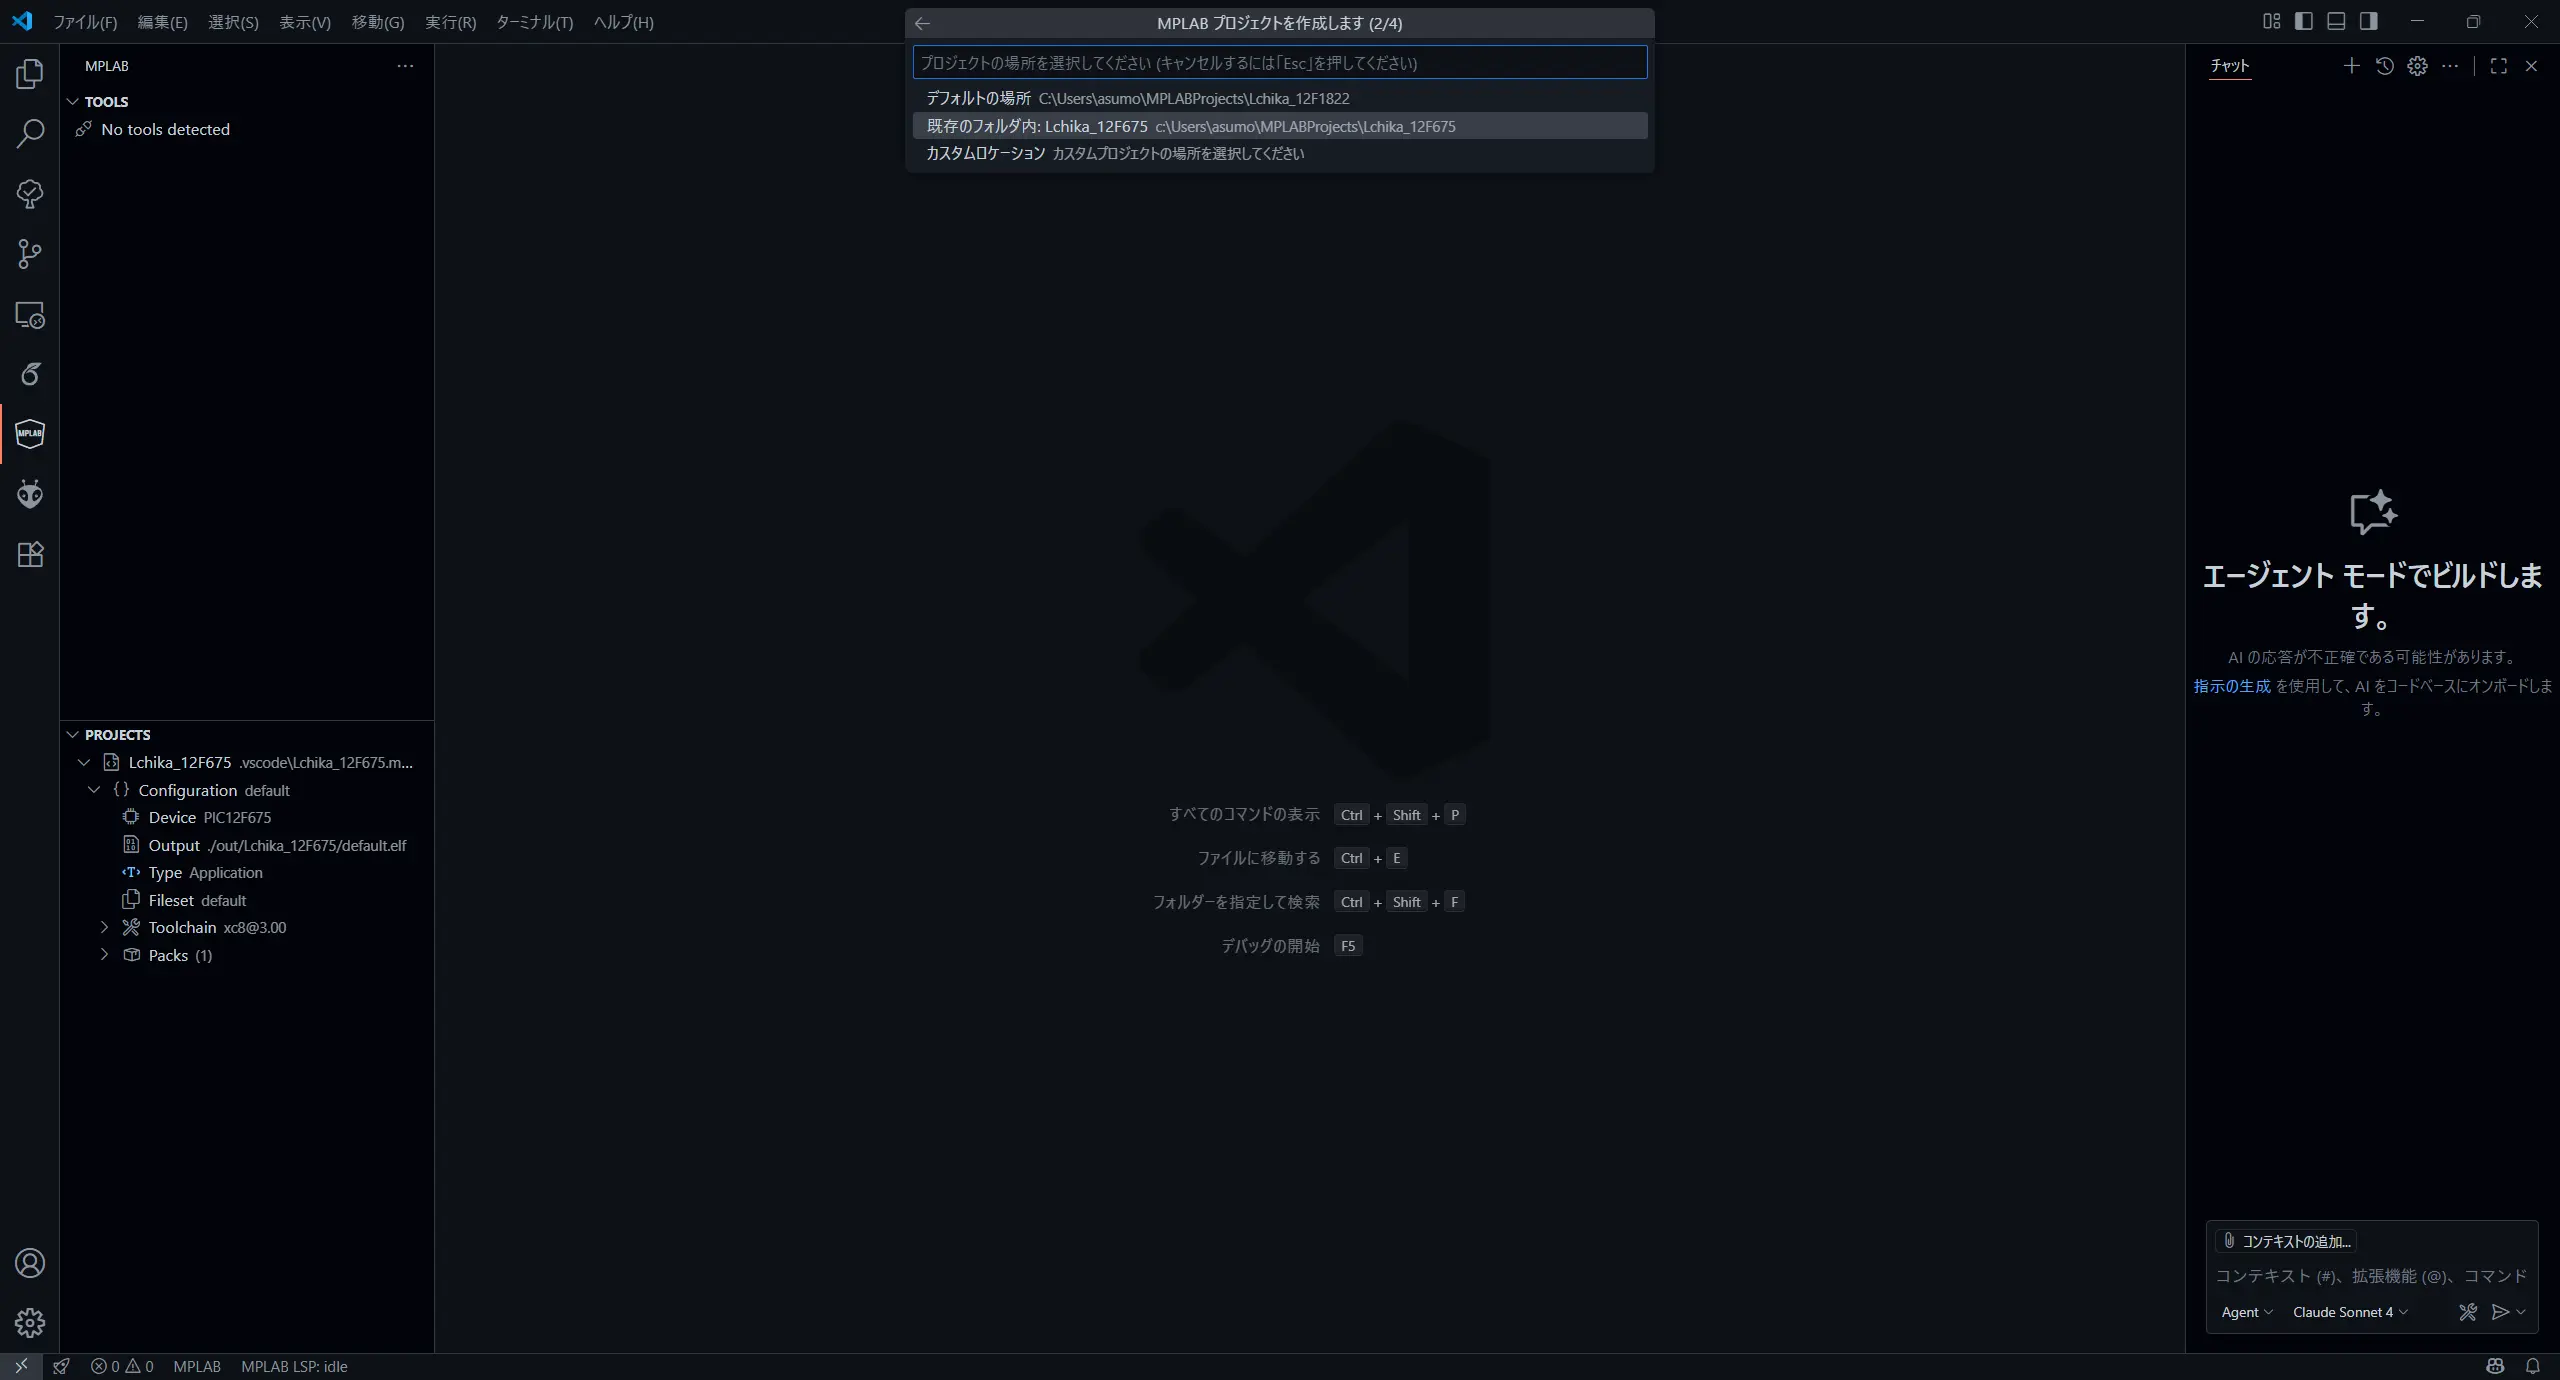 ファイル(F) 編集(E) 選択(S) 表示(V) 移動(G) 実行(R) ターミナル(T) ヘルプ(H)
MPLAB プロジェクトを作成します (2/4)
プロジェクトの場所を選択してください (キャンセルするには「Esc」を押してください)
デフォルトの場所 C:\Users\asumo\MPLABProjects\Lchika_12F1822
既存のフォルダ内: Lchika_12F675 c:\Users\asumo\MPLABProjects\Lchika_12F675
カスタムロケーション カスタムプロジェクトの場所を選択してください
MPLAB
TOOLS
No tools detected
MPLAB
PROJECTS
Lchika_12F675 .vscode\Lchika_12F675.m...
Configuration default
Device PIC12F675
Output ./out/Lchika_12F675/default.elf
Type Application
Fileset default
Toolchain xc8@3.00
Packs (1)
すべてのコマンドの表示 Ctrl + Shift + P
ファイルに移動する Ctrl + E
フォルダーを指定して検索 Ctrl + Shift + F
デバッグの開始 F5
チャット
エージェント モードでビルドしま
す。
AI の応答が不正確である可能性があります。
指示の生成 を使用して、AI をコードベースにオンボードしま
す。
コンテキストの追加...
コンテキスト (#)、拡張機能 (@)、コマンド
Agent Claude Sonnet 4
0 0 MPLAB MPLAB LSP: idle